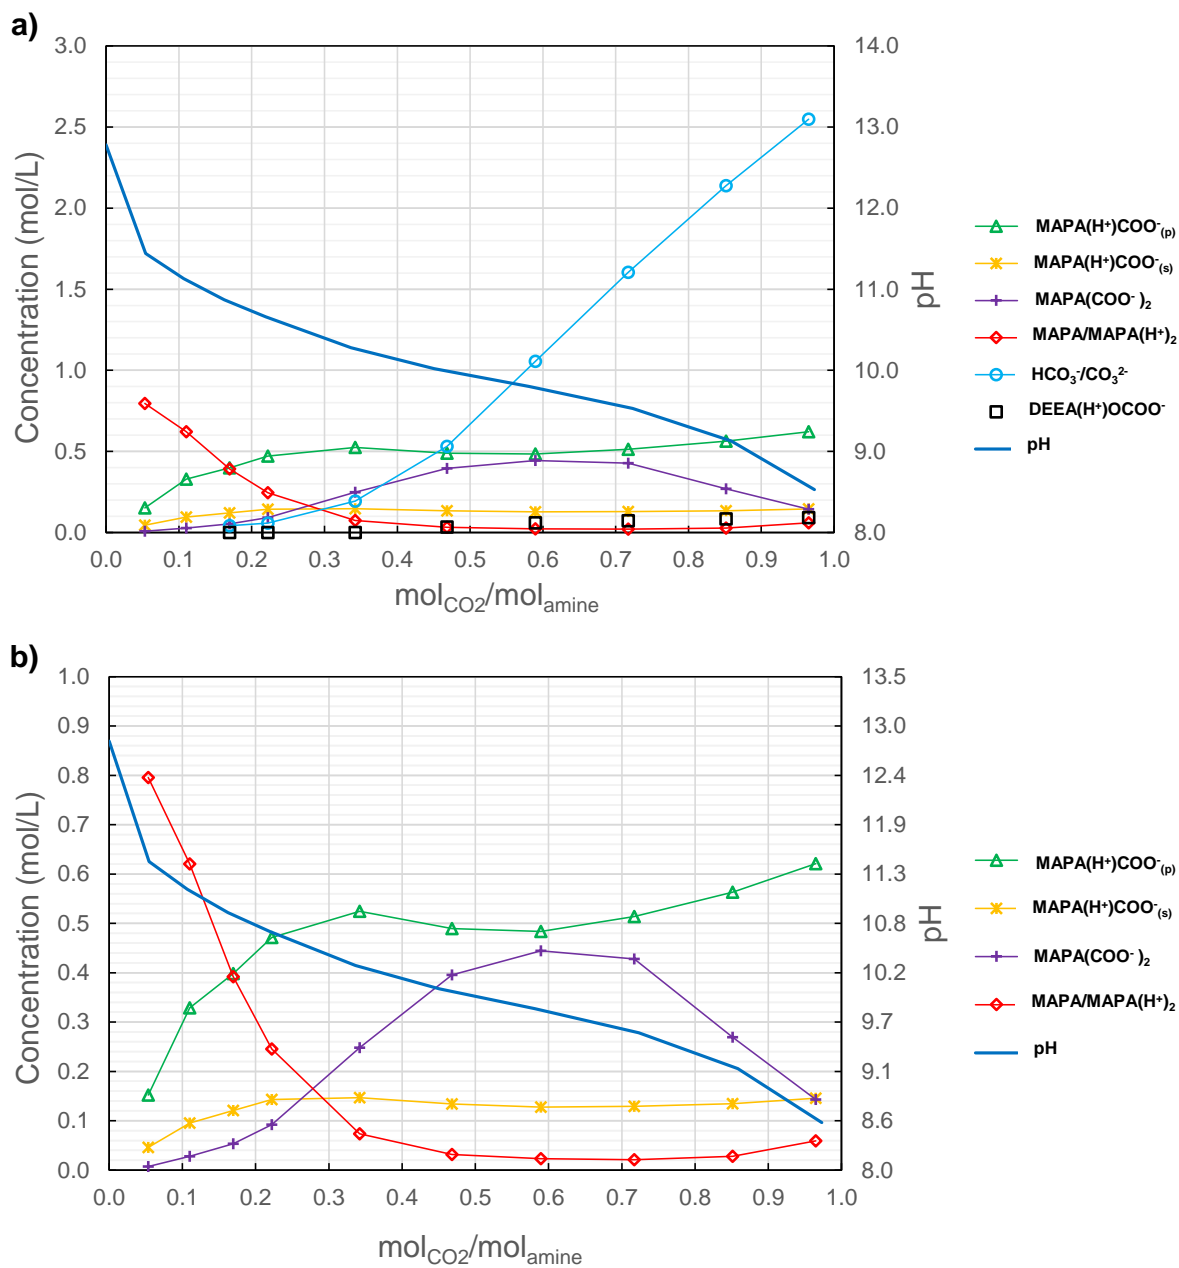 a)
3.0
2.5
2.0
1.5
1.0
0.5
0.0
Concentration (mol/L)
14.0
13.0
12.0
11.0
10.0
9.0
8.0
pH
0.0 0.1 0.2 0.3 0.4 0.5 0.6 0.7 0.8 0.9 1.0
mol_CO2/mol_amine
MAPA(H⁺)COO⁻(p)
MAPA(H⁺)COO⁻(s)
MAPA(COO⁻ )₂
MAPA/MAPA(H⁺)₂
HCO₃⁻/CO₃²⁻
DEEA(H⁺)OCOO⁻
pH
b)
1.0
0.9
0.8
0.7
0.6
0.5
0.4
0.3
0.2
0.1
0.0
Concentration (mol/L)
13.5
13.0
12.4
11.9
11.3
10.8
10.2
9.7
9.1
8.6
8.0
pH
0.0 0.1 0.2 0.3 0.4 0.5 0.6 0.7 0.8 0.9 1.0
mol_CO2/mol_amine
MAPA(H⁺)COO⁻(p)
MAPA(H⁺)COO⁻(s)
MAPA(COO⁻ )₂
MAPA/MAPA(H⁺)₂
pH